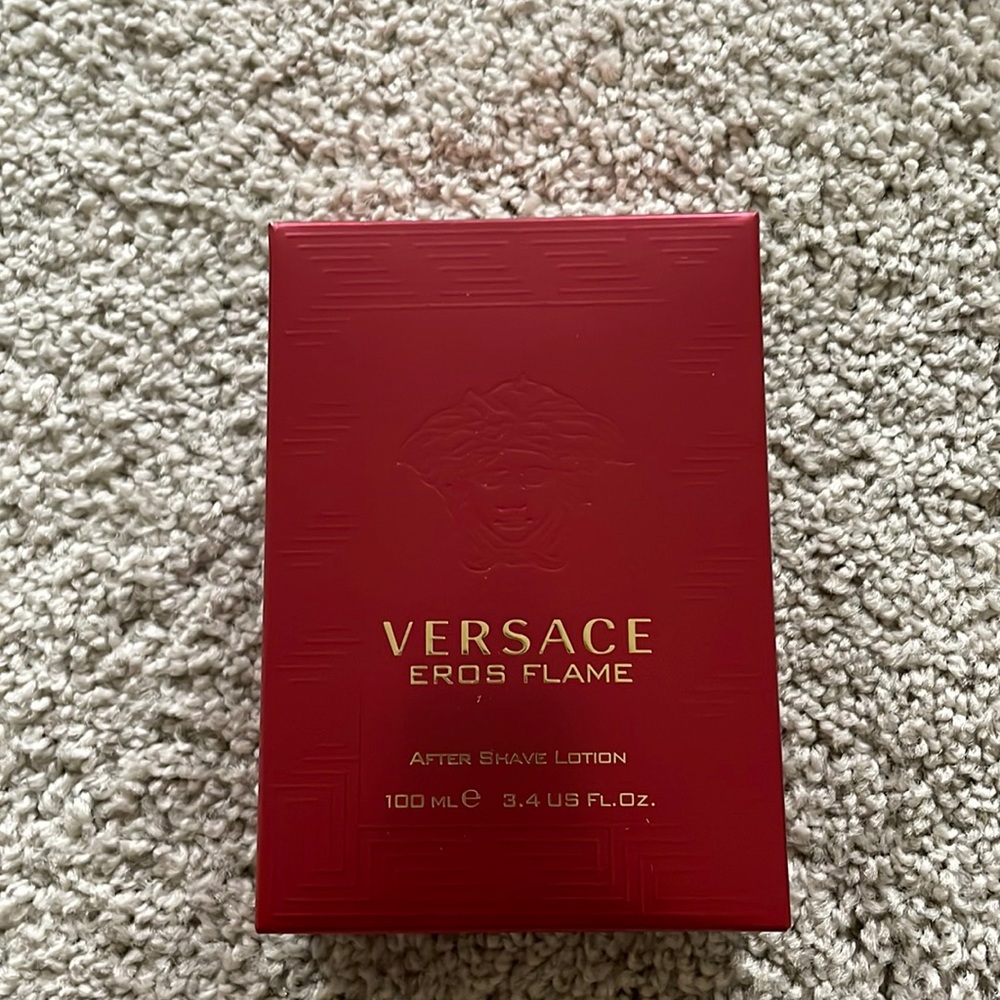 VERSACE
EROS FLAME
AFTER SHAVE LOTION
100 ML ℮ 3.4 US FL.OZ.